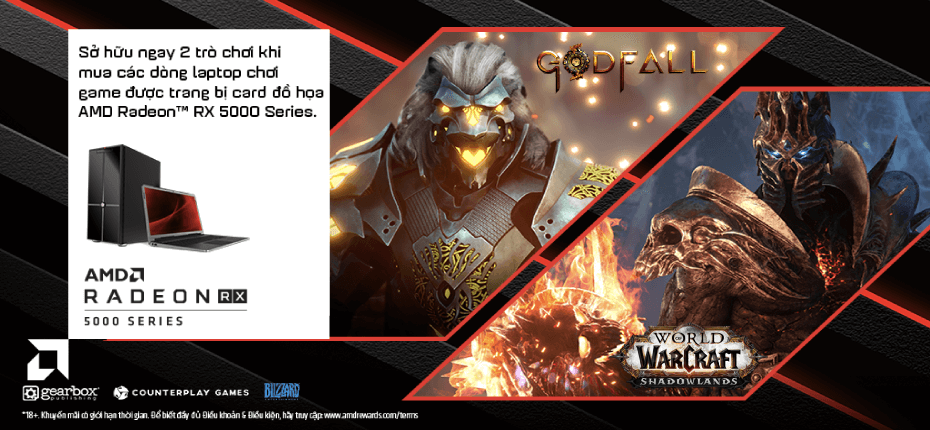 Sở hữu ngay 2 trò chơi khi
mua các dòng laptop chơi
game được trang bị card đồ họa
AMD Radeon™ RX 5000 Series.
GODFALL
AMD
RADEON RX
5000 SERIES
WORLD
OF
WARCRAFT
SHADOWLANDS
gearbox publishing
COUNTERPLAY GAMES
BLIZZARD ENTERTAINMENT
*18+. Khuyến mãi có giới hạn thời gian. Để biết đầy đủ Điều khoản & Điều kiện, hãy truy cập: www.amdrewards.com/terms